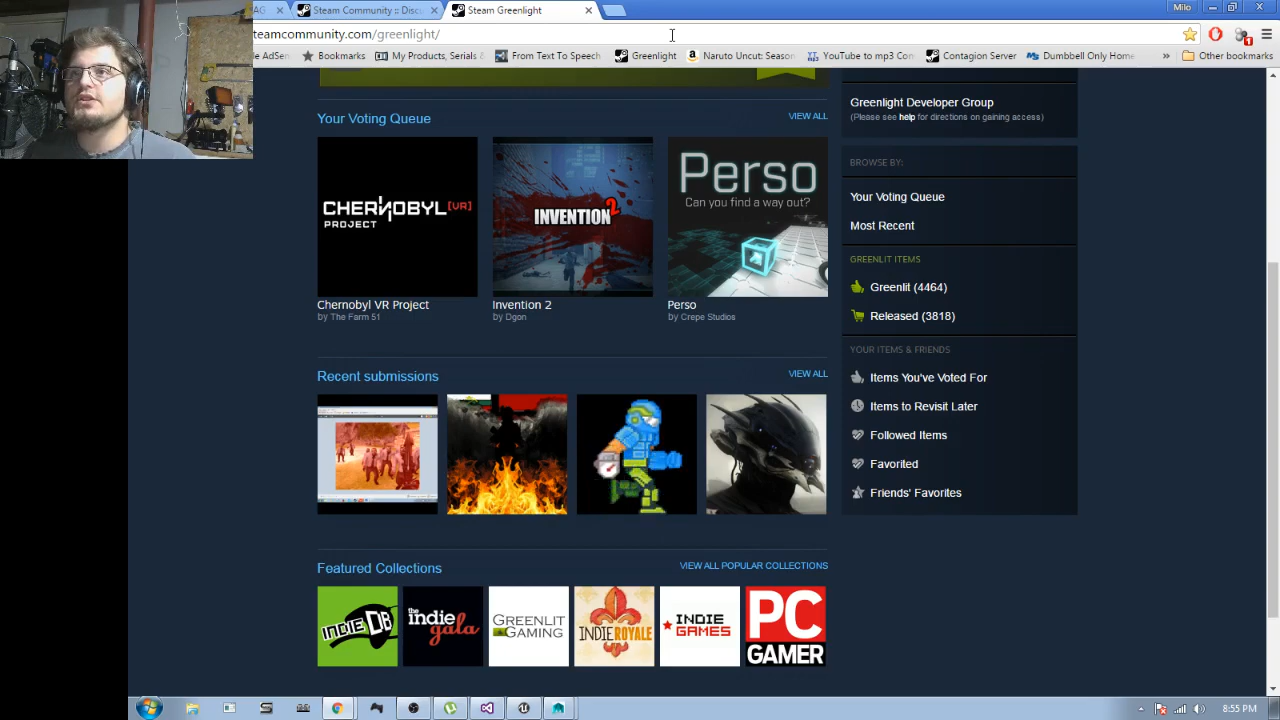 AG
Steam Community :: Disc
Steam Greenlight
Milo
teamcommunity.com/greenlight/
e AdSen
Bookmarks
My Products, Serials &
From Text To Speech
Greenlight
Naruto Uncut: Season
YouTube to mp3 Con
Contagion Server
Dumbbell Only Home
Other bookmarks
Your Voting Queue
VIEW ALL
CHERNOBYL [VR]
PROJECT
INVENTION 2
Perso
Can you find a way out?
Chernobyl VR Project
by The Farm 51
Invention 2
by Dgon
Perso
by Crepe Studios
Recent submissions
VIEW ALL
Featured Collections
VIEW ALL POPULAR COLLECTIONS
INDIE DB
the indie gala
GREENLIT GAMING
INDIE ROYALE
INDIE GAMES
PC GAMER
Greenlight Developer Group
(Please see help for directions on gaining access)
BROWSE BY:
Your Voting Queue
Most Recent
GREENLIT ITEMS
Greenlit (4464)
Released (3818)
YOUR ITEMS & FRIENDS
Items You've Voted For
Items to Revisit Later
Followed Items
Favorited
Friends' Favorites
8:55 PM